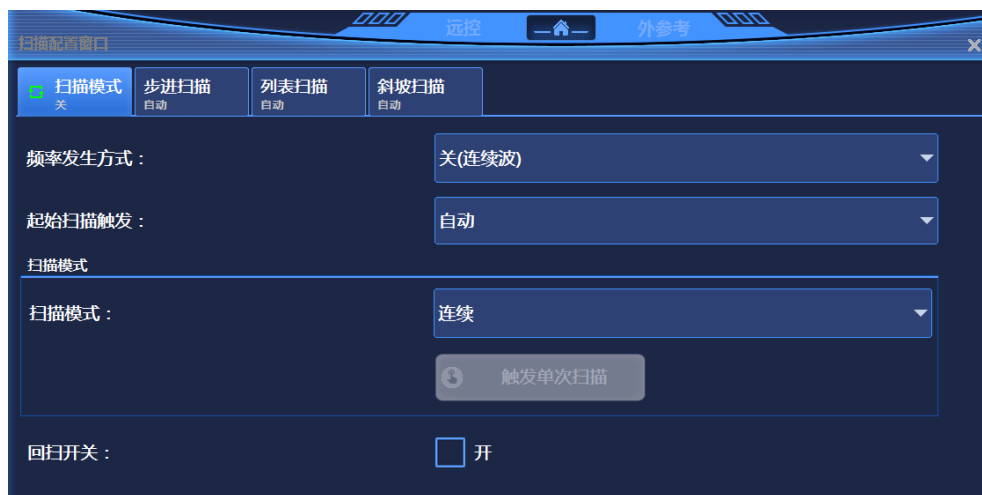 远控 外参考
扫描配置窗口
扫描模式 步进扫描 列表扫描 斜坡扫描
关 自动 自动 自动
频率发生方式： 关(连续波)
起始扫描触发： 自动
扫描模式
扫描模式： 连续
触发单次扫描
回扫开关： 开